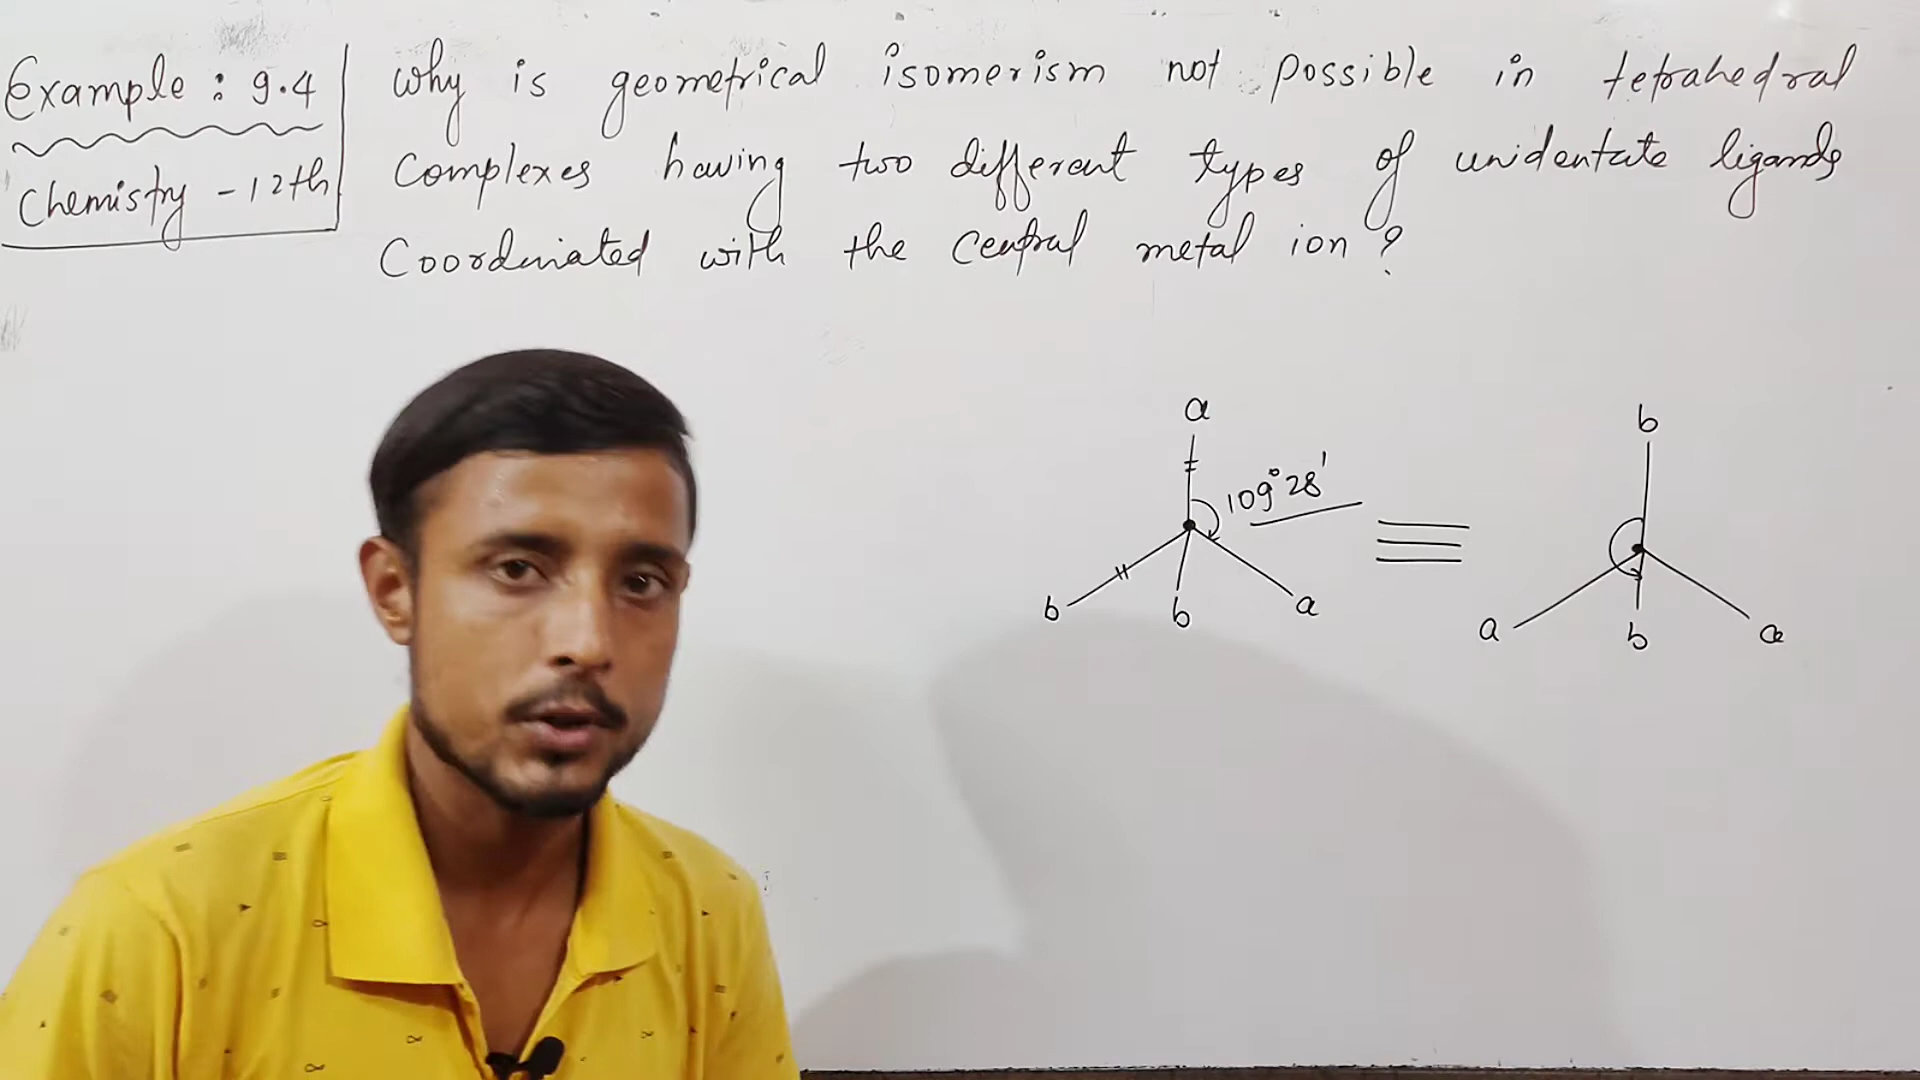 Example : 9.4
Chemistry - 12th
Why is geometrical isomerism not possible in tetrahedral
Complexes having two different types of unidentate ligands
Coordinated with the central metal ion ?
a
109°28'
b
b
a
b
a
b
a